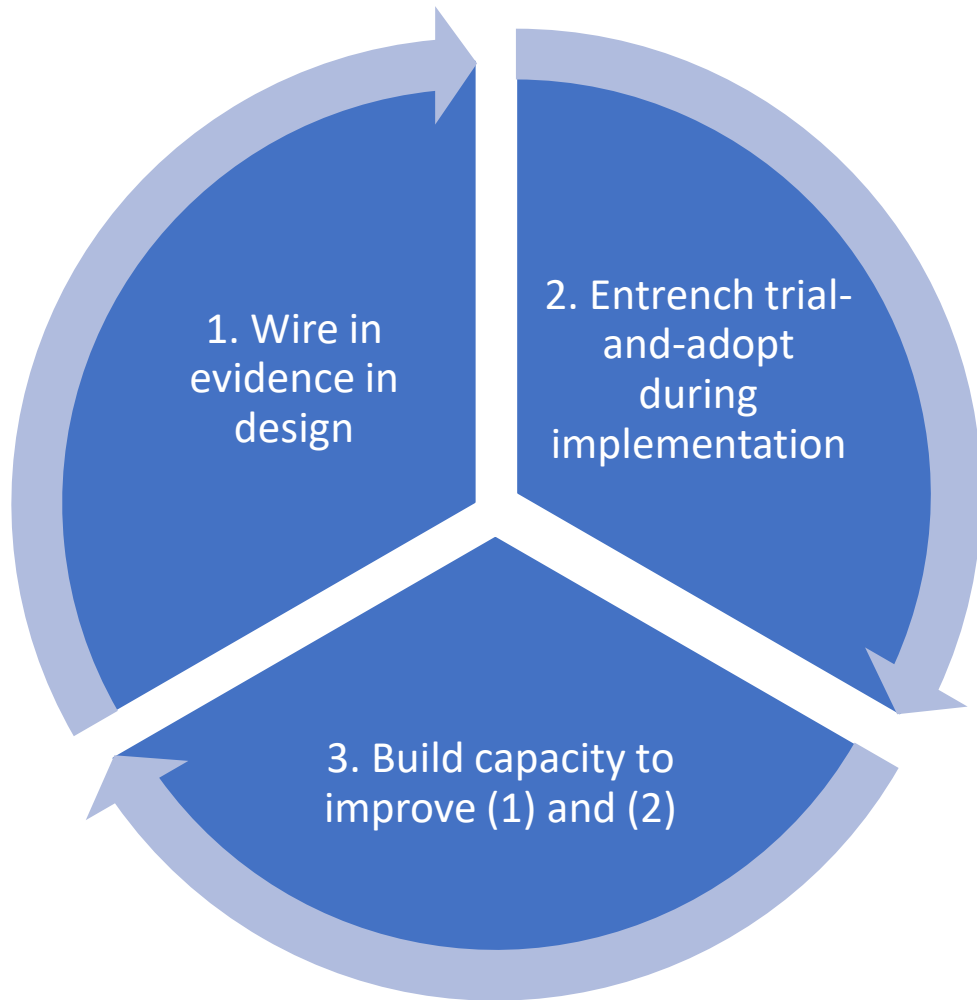 1. Wire in
evidence in
design
2. Entrench trial-
and-adopt
during
implementation
3. Build capacity to
improve (1) and (2)